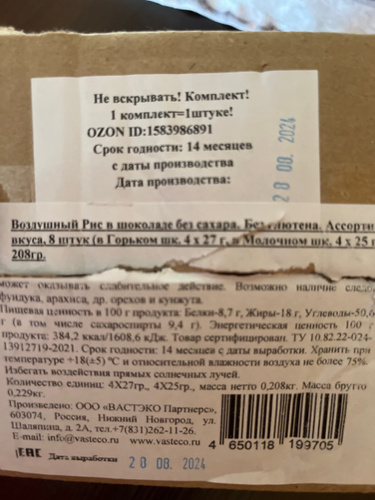 Не вскрывать! Комплект!
1 комплект=1штуке!
OZON ID:1583986891
Срок годности: 14 месяцев
с даты производства
Дата производства:
28 08. 2024
Воздушный Рис в шоколаде без сахара. Без глютена. Ассорти
вкуса, 8 штук (в Горьком шк. 4 х 27 г, в Молочном шк. 4 х 25 г
208гр.
может оказывать слабительное действие. Возможно наличие следо
фундука, арахиса, др. орехов и кунжута.
Пищевая ценность в 100 г продукта: Белки-8,7 г, Жиры-18 г, Углеводы-50,6
г (в том числе сахароспирты 9,4 г). Энергетическая ценность 100 г
продукта: 384,2 ккал/1608,6 кДж. Товар сертифицирован. ТУ 10.82.22-024-
13912719-2021. Срок годности: 14 месяцев с даты выработки. Хранить при
температуре +18(±5) °С и относительной влажности воздуха не более 75%.
Избегать воздействия прямых солнечных лучей.
Количество единиц: 4Х27гр., 4Х25гр., масса нетто 0,208кг. Масса брутто
0,229кг.
Произведено: ООО «ВАСТЭКО Партнерс»,
603074, Россия, Нижний Новгород, ул.
Шаляпина, д. 2А, тел.+7(831)262-11-26.
E-mail: info@vasteco.ru www.vasteco.ru
EAC Дата выработки 28 08. 2024
4 650118 199705